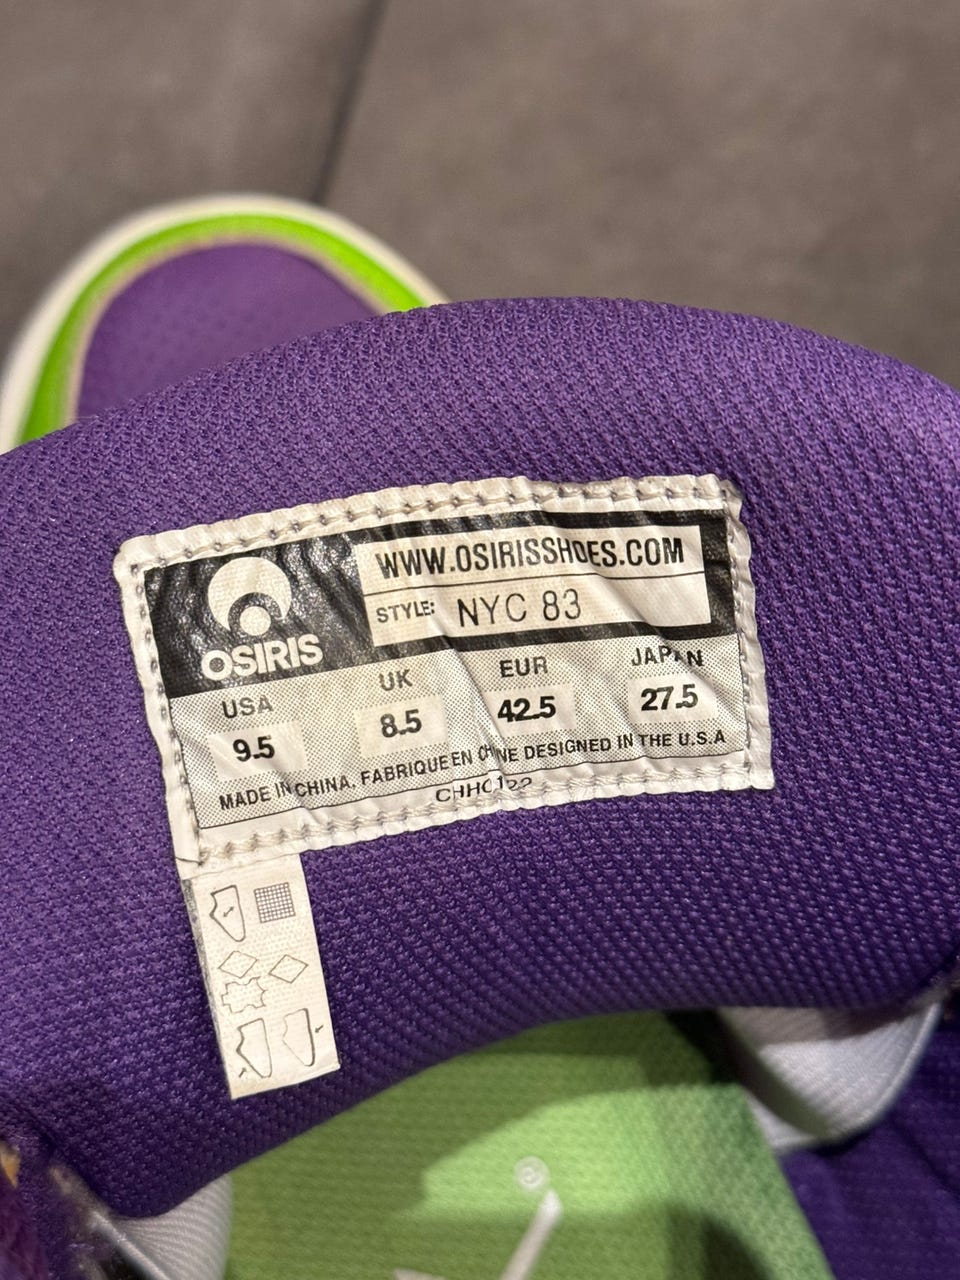 WWW.OSIRISSHOES.COM
OSIRIS
STYLE: NYC 83
USA UK EUR JAPAN
9.5 8.5 42.5 27.5
MADE IN CHINA. FABRIQUE EN CHINE DESIGNED IN THE U.S.A
®